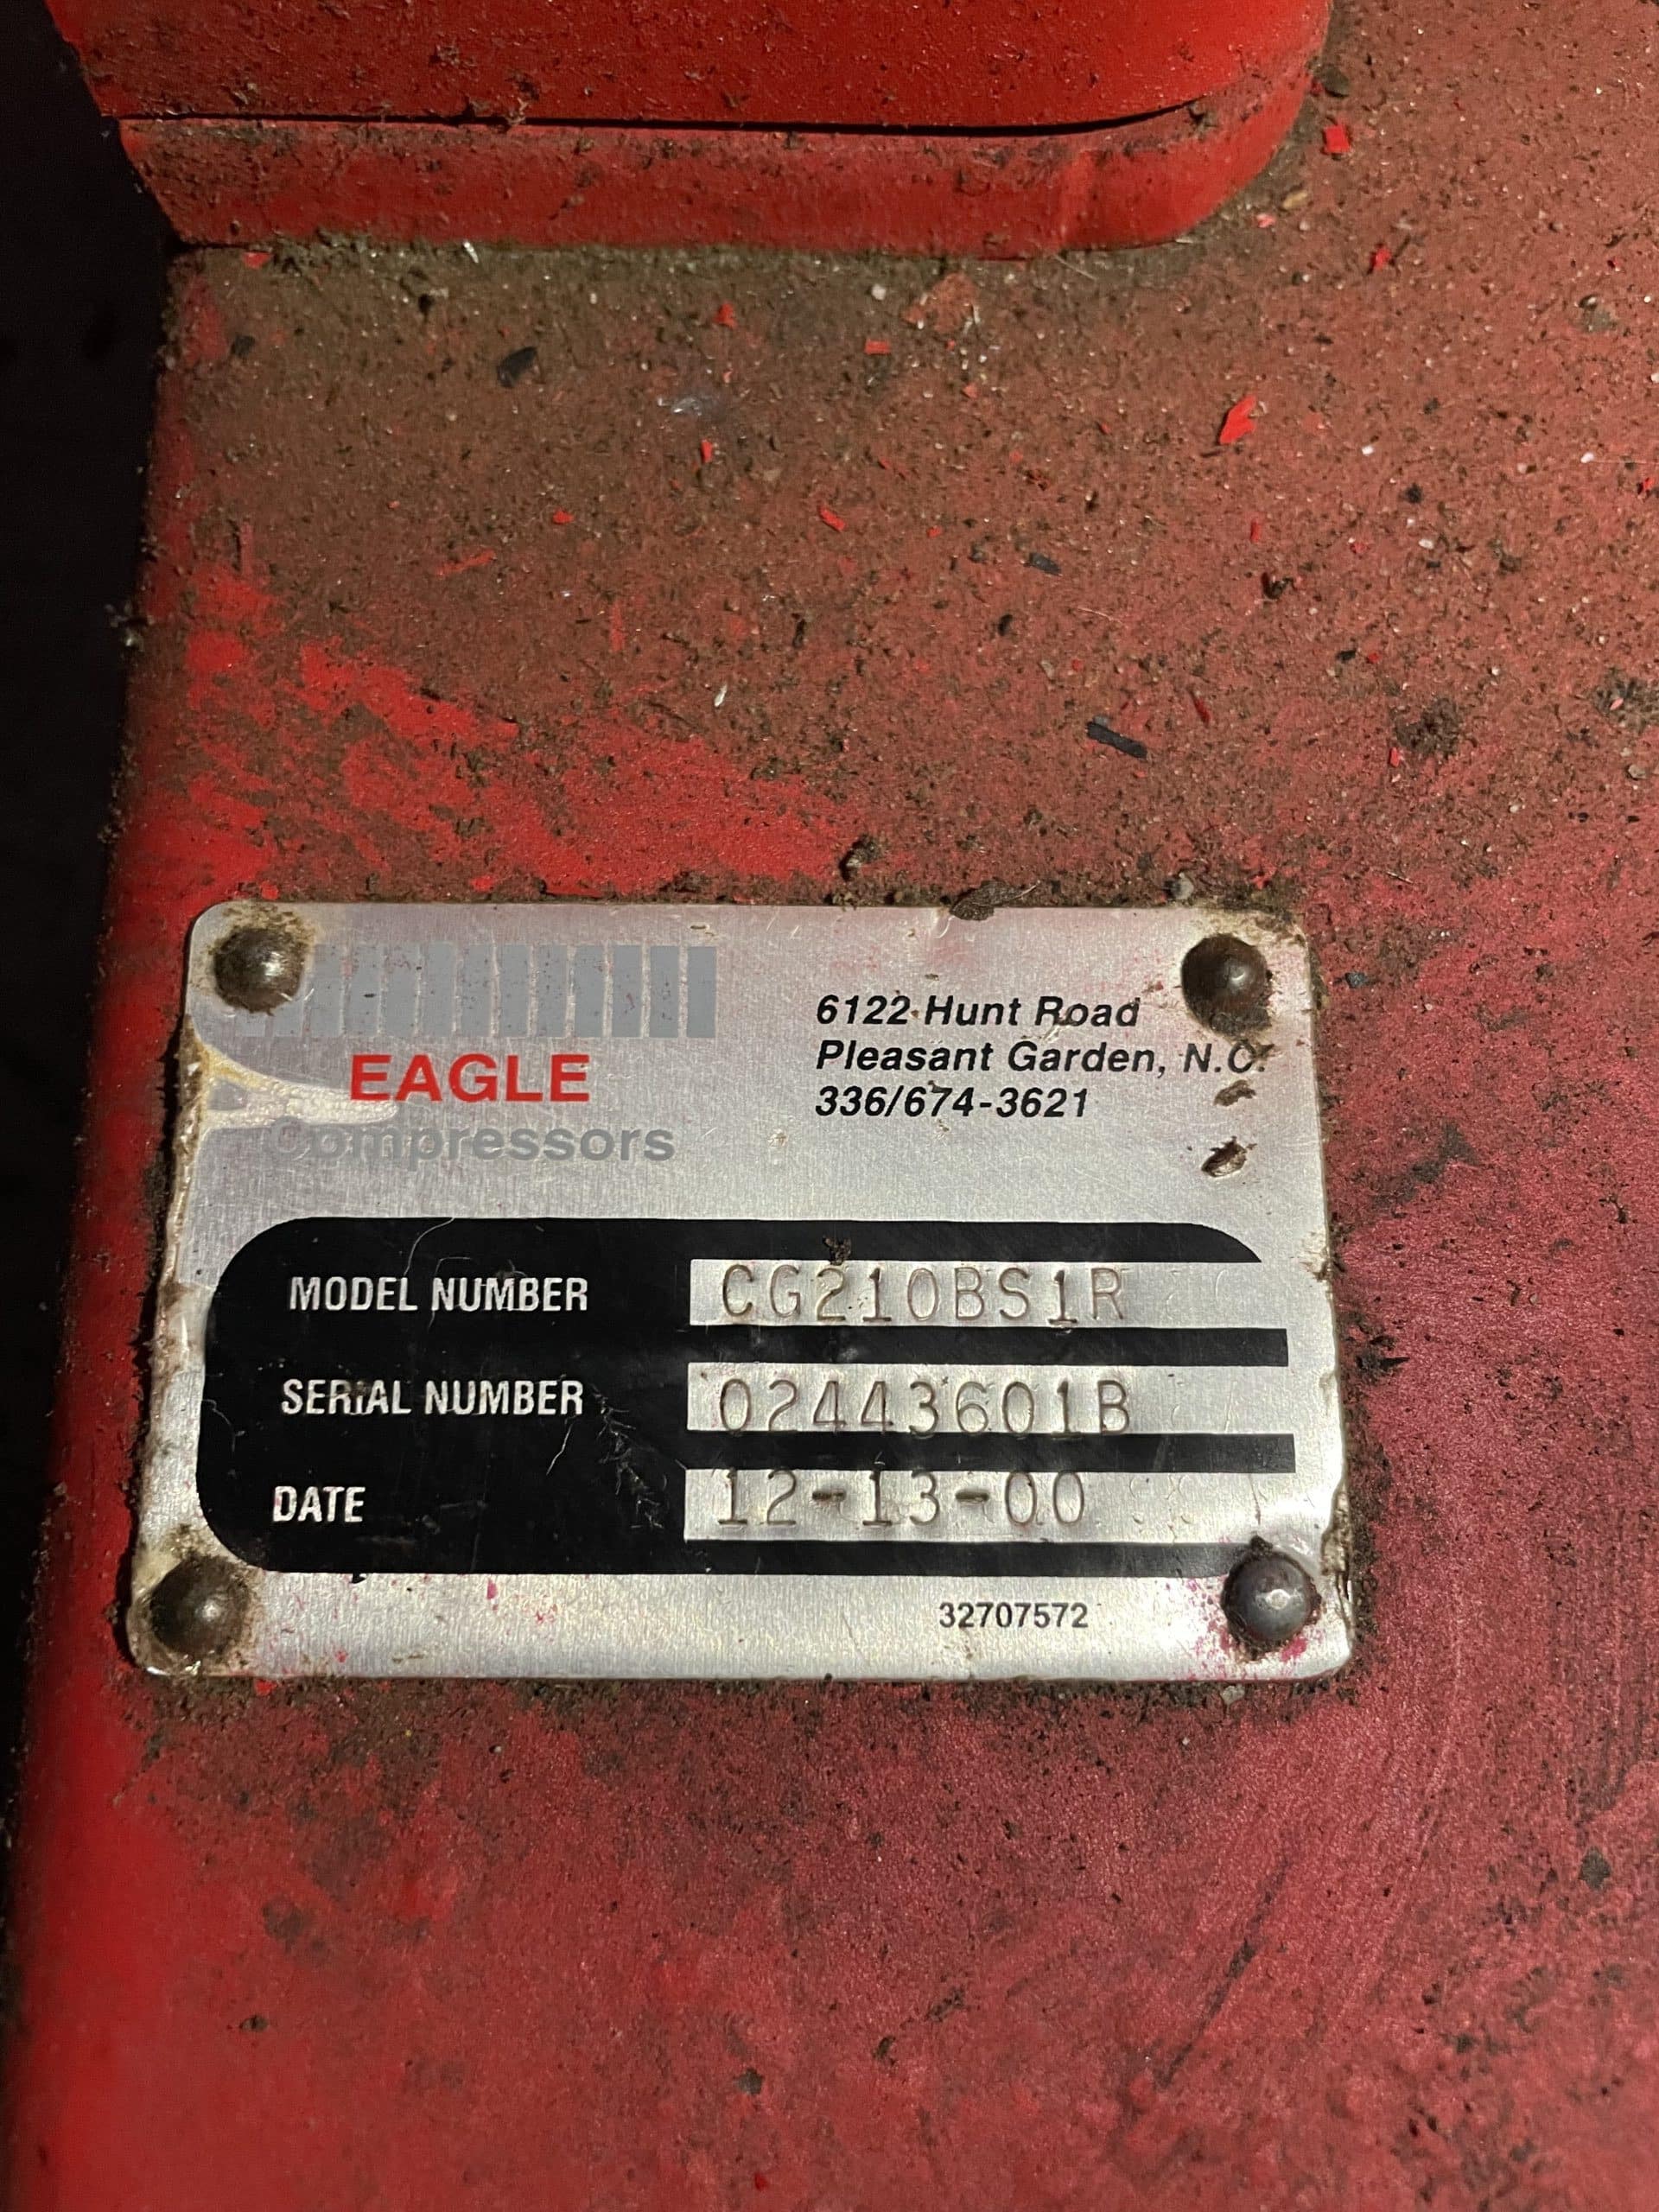 EAGLE
Compressors
6122 Hunt Road
Pleasant Garden, N.C.
336/674-3621
MODEL NUMBER CG210BS1R
SERIAL NUMBER 02443601B
DATE 12-13-00
32707572